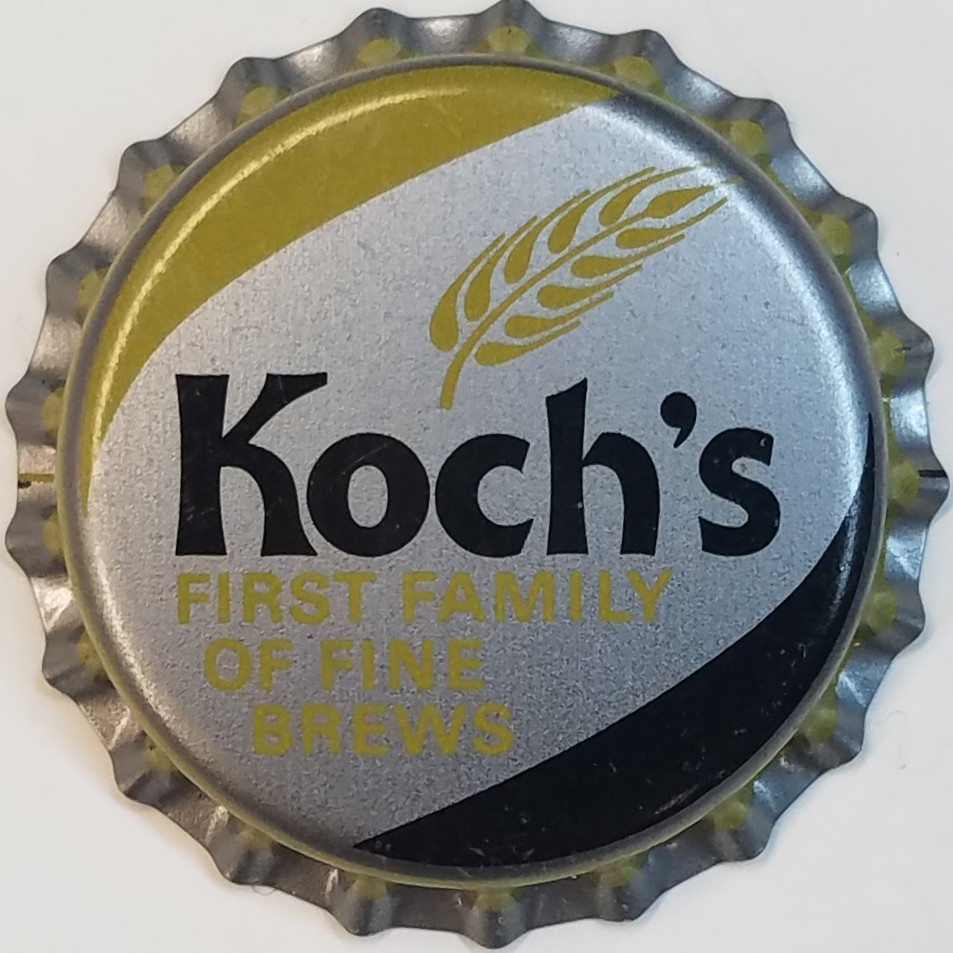 Koch's
FIRST FAMILY
OF FINE
BREWS